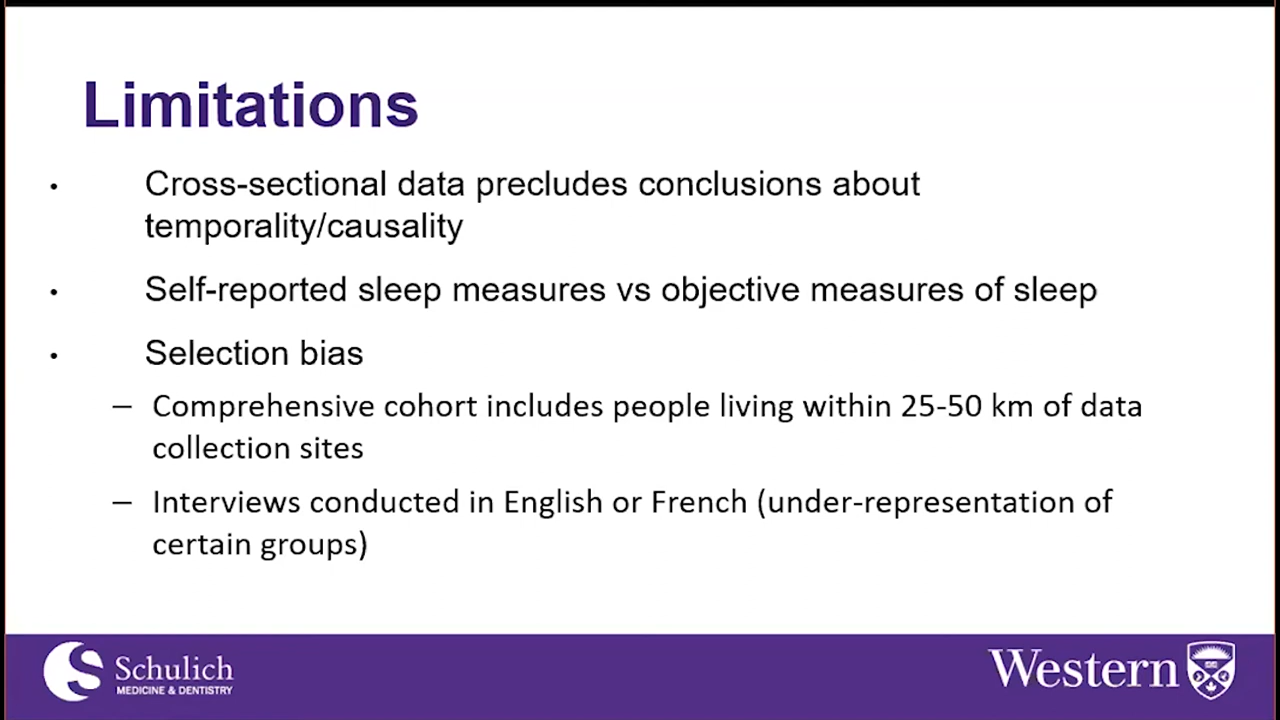 Limitations
• Cross-sectional data precludes conclusions about
temporality/causality
• Self-reported sleep measures vs objective measures of sleep
• Selection bias
– Comprehensive cohort includes people living within 25-50 km of data
collection sites
– Interviews conducted in English or French (under-representation of
certain groups)
Schulich
MEDICINE & DENTISTRY
Western